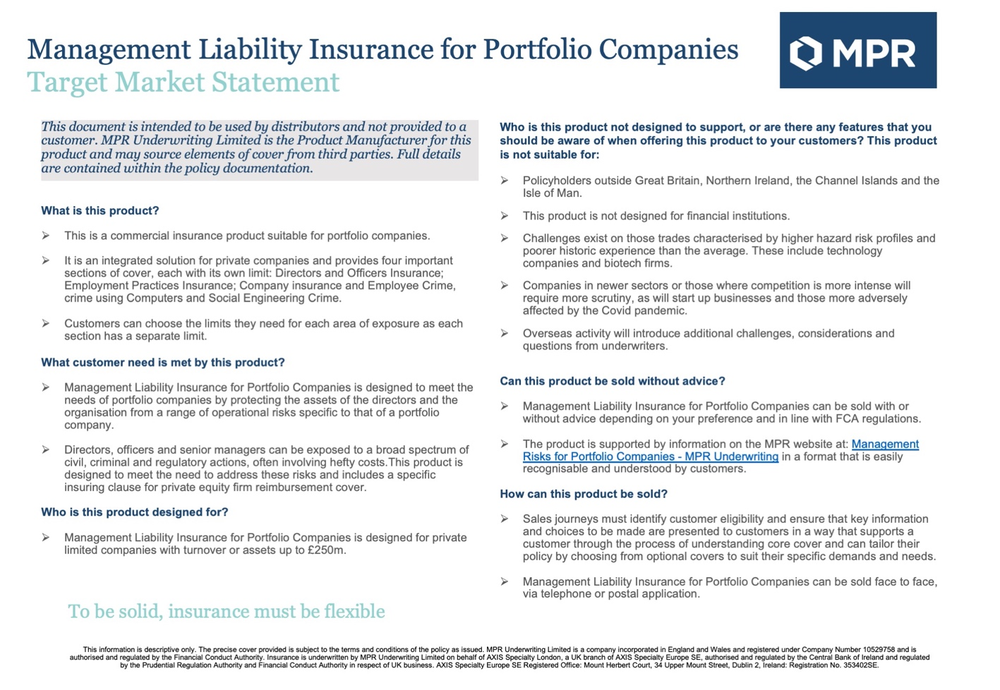 Management Liability Insurance for Portfolio Companies
Target Market Statement
MPR
This document is intended to be used by distributors and not provided to a
customer. MPR Underwriting Limited is the Product Manufacturer for this
product and may source elements of cover from third parties. Full details
are contained within the policy documentation.
What is this product?
➢ This is a commercial insurance product suitable for portfolio companies.
➢ It is an integrated solution for private companies and provides four important
sections of cover, each with its own limit: Directors and Officers Insurance;
Employment Practices Insurance; Company insurance and Employee Crime,
crime using Computers and Social Engineering Crime.
➢ Customers can choose the limits they need for each area of exposure as each
section has a separate limit.
What customer need is met by this product?
➢ Management Liability Insurance for Portfolio Companies is designed to meet the
needs of portfolio companies by protecting the assets of the directors and the
organisation from a range of operational risks specific to that of a portfolio
company.
➢ Directors, officers and senior managers can be exposed to a broad spectrum of
civil, criminal and regulatory actions, often involving hefty costs.This product is
designed to meet the need to address these risks and includes a specific
insuring clause for private equity firm reimbursement cover.
Who is this product designed for?
➢ Management Liability Insurance for Portfolio Companies is designed for private
limited companies with turnover or assets up to £250m.
To be solid, insurance must be flexible
Who is this product not designed to support, or are there any features that you
should be aware of when offering this product to your customers? This product
is not suitable for:
➢ Policyholders outside Great Britain, Northern Ireland, the Channel Islands and the
Isle of Man.
➢ This product is not designed for financial institutions.
➢ Challenges exist on those trades characterised by higher hazard risk profiles and
poorer historic experience than the average. These include technology
companies and biotech firms.
➢ Companies in newer sectors or those where competition is more intense will
require more scrutiny, as will start up businesses and those more adversely
affected by the Covid pandemic.
➢ Overseas activity will introduce additional challenges, considerations and
questions from underwriters.
Can this product be sold without advice?
➢ Management Liability Insurance for Portfolio Companies can be sold with or
without advice depending on your preference and in line with FCA regulations.
➢ The product is supported by information on the MPR website at: Management
Risks for Portfolio Companies - MPR Underwriting in a format that is easily
recognisable and understood by customers.
How can this product be sold?
➢ Sales journeys must identify customer eligibility and ensure that key information
and choices to be made are presented to customers in a way that supports a
customer through the process of understanding core cover and can tailor their
policy by choosing from optional covers to suit their specific demands and needs.
➢ Management Liability Insurance for Portfolio Companies can be sold face to face,
via telephone or postal application.
This information is descriptive only. The precise cover provided is subject to the terms and conditions of the policy as issued. MPR Underwriting Limited is a company incorporated in England and Wales and registered under Company Number 10529758 and is
authorised and regulated by the Financial Conduct Authority. Insurance is underwritten by MPR Underwriting Limited on behalf of AXIS Specialty London, a UK branch of AXIS Specialty Europe SE, authorised and regulated by the Central Bank of Ireland and regulated
by the Prudential Regulation Authority and Financial Conduct Authority in respect of UK business. AXIS Specialty Europe SE Registered Office: Mount Herbert Court, 34 Upper Mount Street, Dublin 2, Ireland: Registration No. 353402SE.